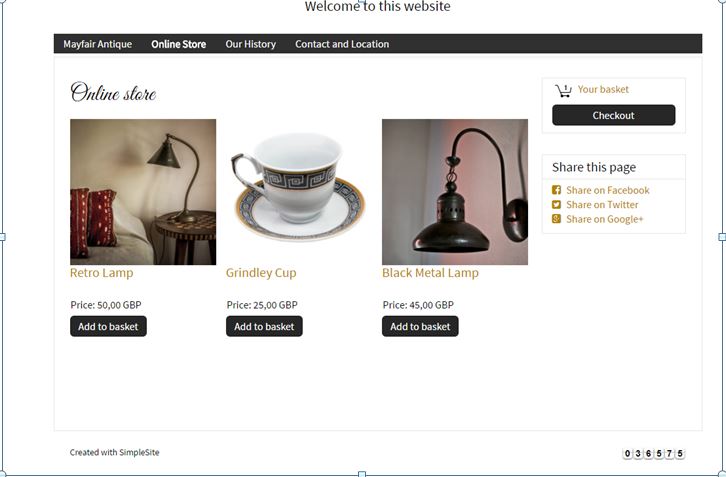 Welcome to this website
Mayfair Antique Online Store Our History Contact and Location
Online store
1 Your basket
Checkout
Share this page
Share on Facebook
Share on Twitter
Share on Google+
Retro Lamp Grindley Cup Black Metal Lamp
Price: 50,00 GBP Price: 25,00 GBP Price: 45,00 GBP
Add to basket Add to basket Add to basket
Created with SimpleSite 036575